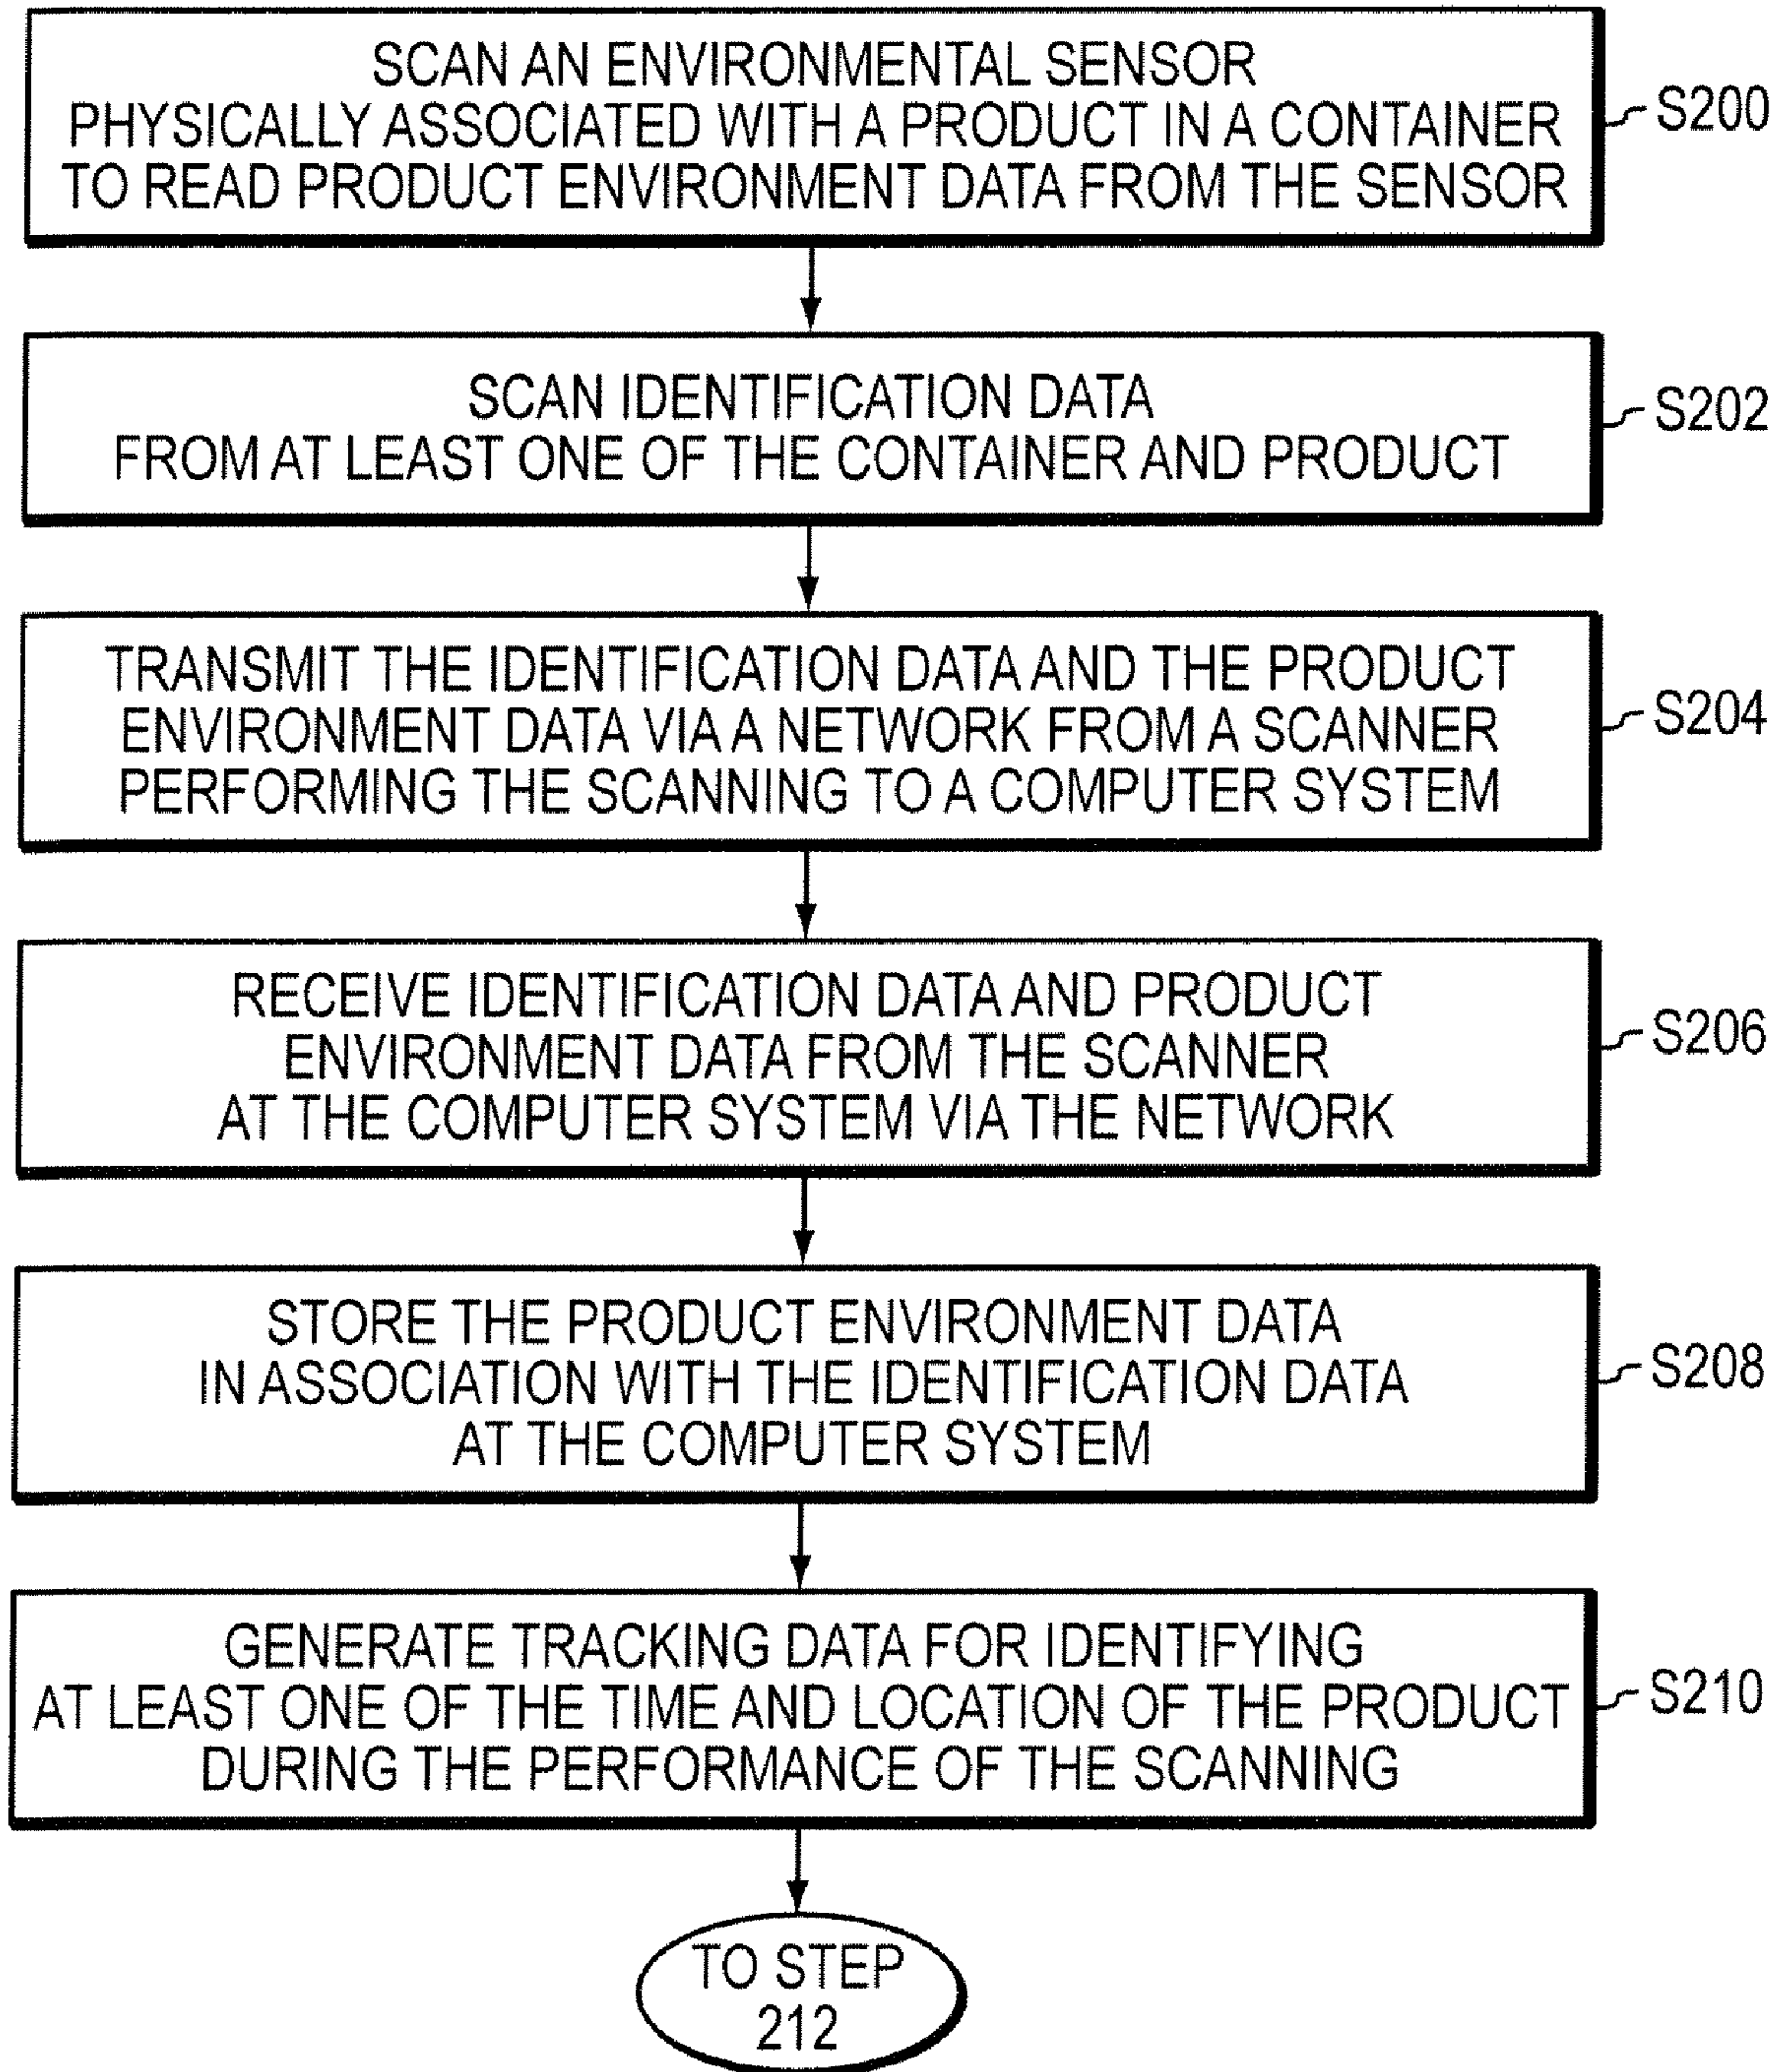 SCAN AN ENVIRONMENTAL SENSOR
PHYSICALLY ASSOCIATED WITH A PRODUCT IN A CONTAINER
TO READ PRODUCT ENVIRONMENT DATA FROM THE SENSOR
S200
SCAN IDENTIFICATION DATA
FROM AT LEAST ONE OF THE CONTAINER AND PRODUCT
S202
TRANSMIT THE IDENTIFICATION DATA AND THE PRODUCT
ENVIRONMENT DATA VIA A NETWORK FROM A SCANNER
PERFORMING THE SCANNING TO A COMPUTER SYSTEM
S204
RECEIVE IDENTIFICATION DATA AND PRODUCT
ENVIRONMENT DATA FROM THE SCANNER
AT THE COMPUTER SYSTEM VIA THE NETWORK
S206
STORE THE PRODUCT ENVIRONMENT DATA
IN ASSOCIATION WITH THE IDENTIFICATION DATA
AT THE COMPUTER SYSTEM
S208
GENERATE TRACKING DATA FOR IDENTIFYING
AT LEAST ONE OF THE TIME AND LOCATION OF THE PRODUCT
DURING THE PERFORMANCE OF THE SCANNING
S210
TO STEP
212